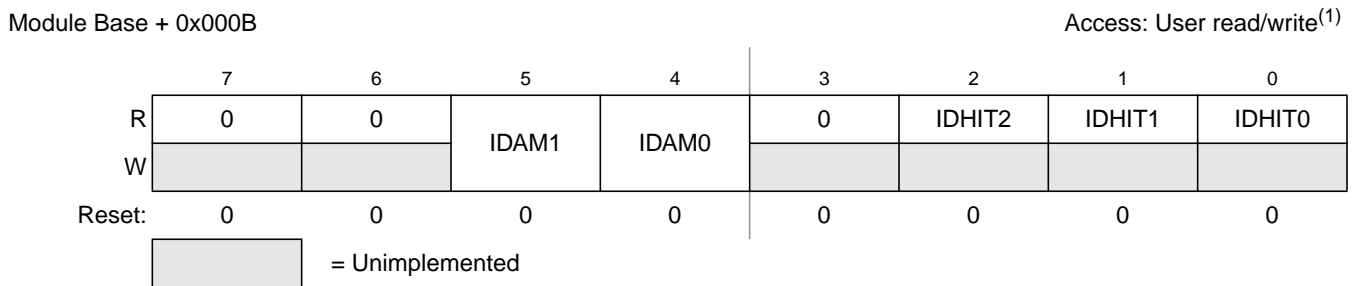 Module Base + 0x000B Access: User read/write(1)
7 6 5 4 3 2 1 0
R 0 0 IDAM1 IDAM0 0 IDHIT2 IDHIT1 IDHIT0
W
Reset: 0 0 0 0 0 0 0 0
= Unimplemented